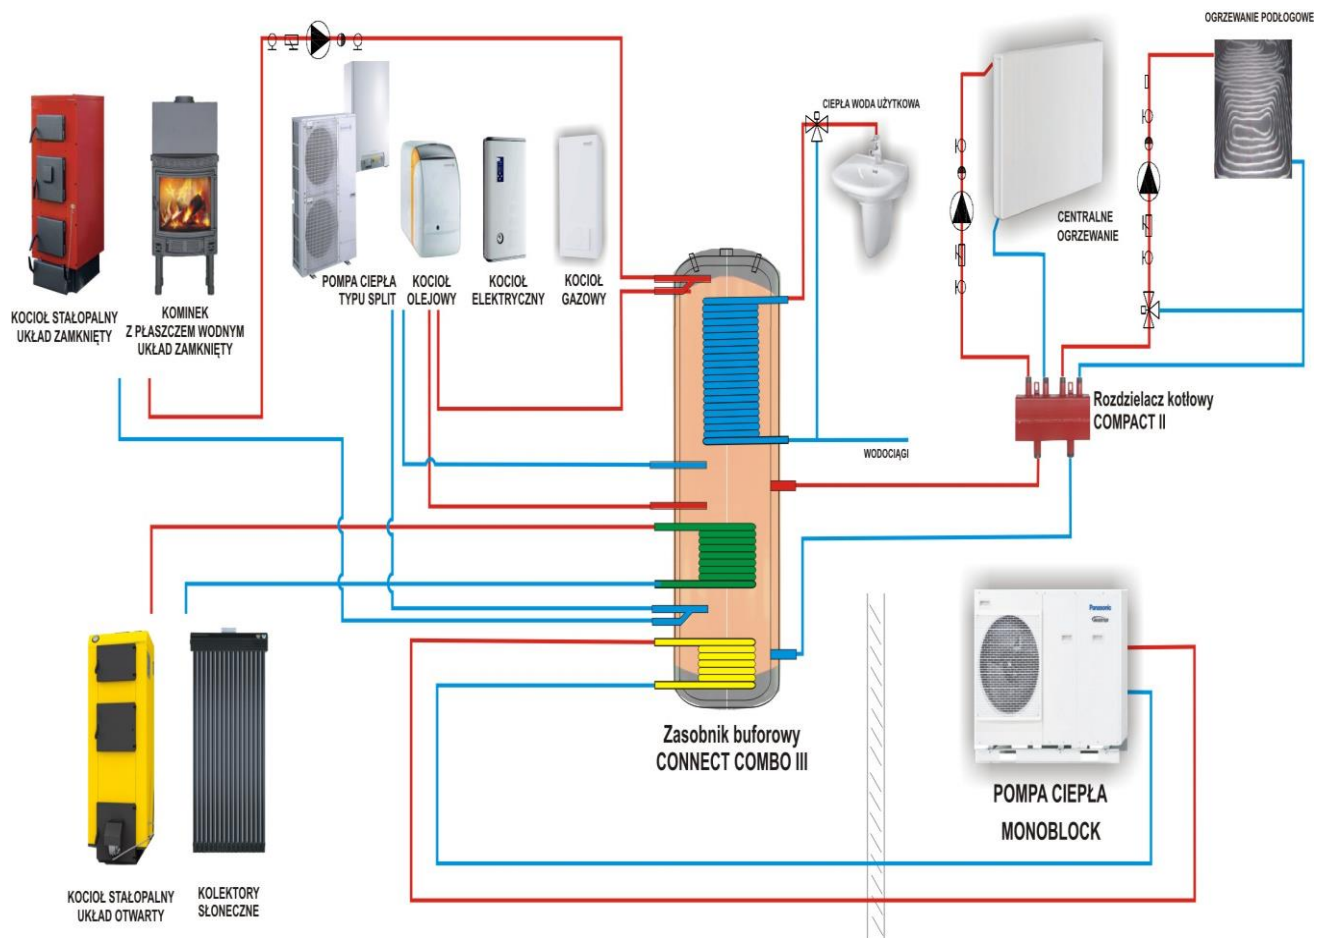 OGRZEWANIE PODŁOGOWE
CIEPŁA WODA UŻYTKOWA
CENTRALNE
OGRZEWANIE
POMPA CIEPŁA
TYPU SPLIT
KOCIOŁ
OLEJOWY
KOCIOŁ
ELEKTRYCZNY
KOCIOŁ
GAZOWY
KOCIOŁ STAŁOPALNY
UKŁAD ZAMKNIĘTY
KOMINEK
Z PŁASZCZEM WODNYM
UKŁAD ZAMKNIĘTY
Rozdzielacz kotłowy
COMPACT II
WODOCIĄGI
Panasonic
Zasobnik buforowy
CONNECT COMBO III
POMPA CIEPŁA
MONOBLOCK
KOCIOŁ STAŁOPALNY
UKŁAD OTWARTY
KOLEKTORY
SŁONECZNE